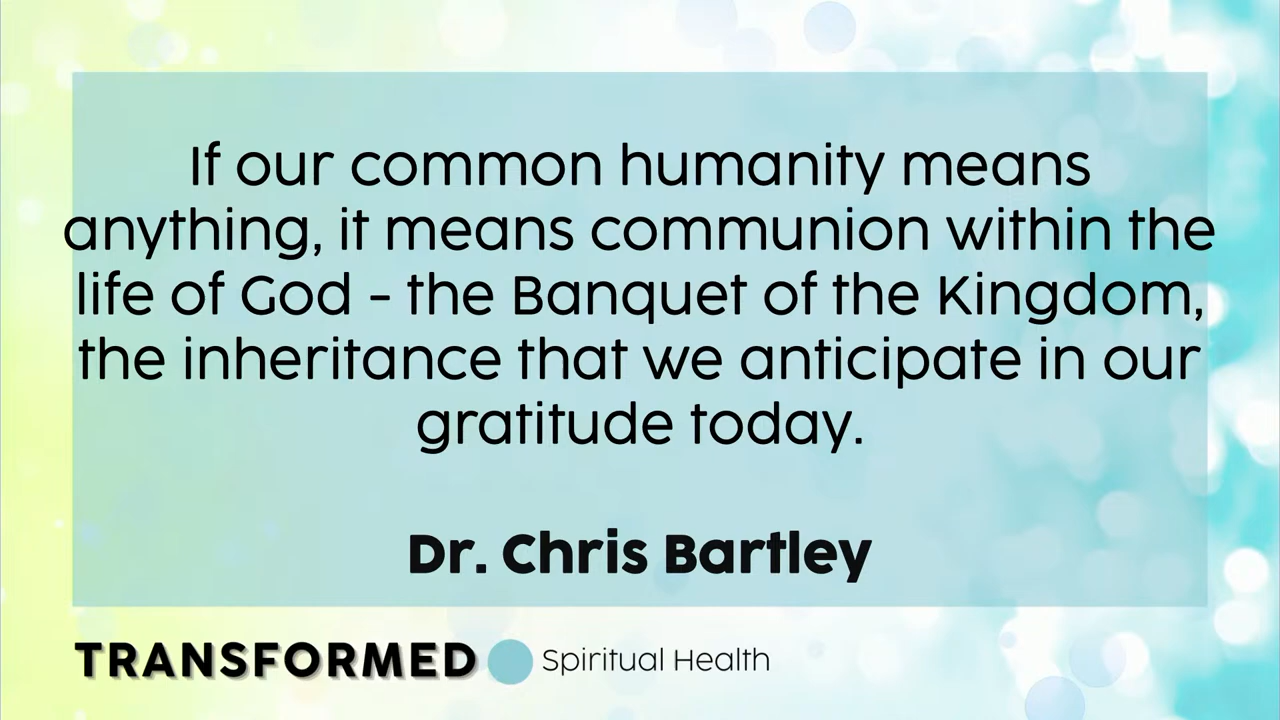 If our common humanity means
anything, it means communion within the
life of God - the Banquet of the Kingdom,
the inheritance that we anticipate in our
gratitude today.
Dr. Chris Bartley
TRANSFORMED Spiritual Health